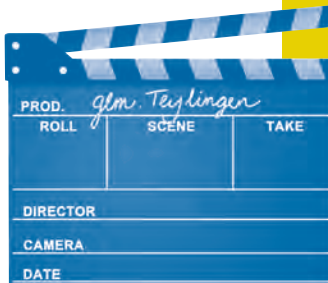 PROD. glm. Teylingen
ROLL SCENE TAKE
DIRECTOR
CAMERA
DATE